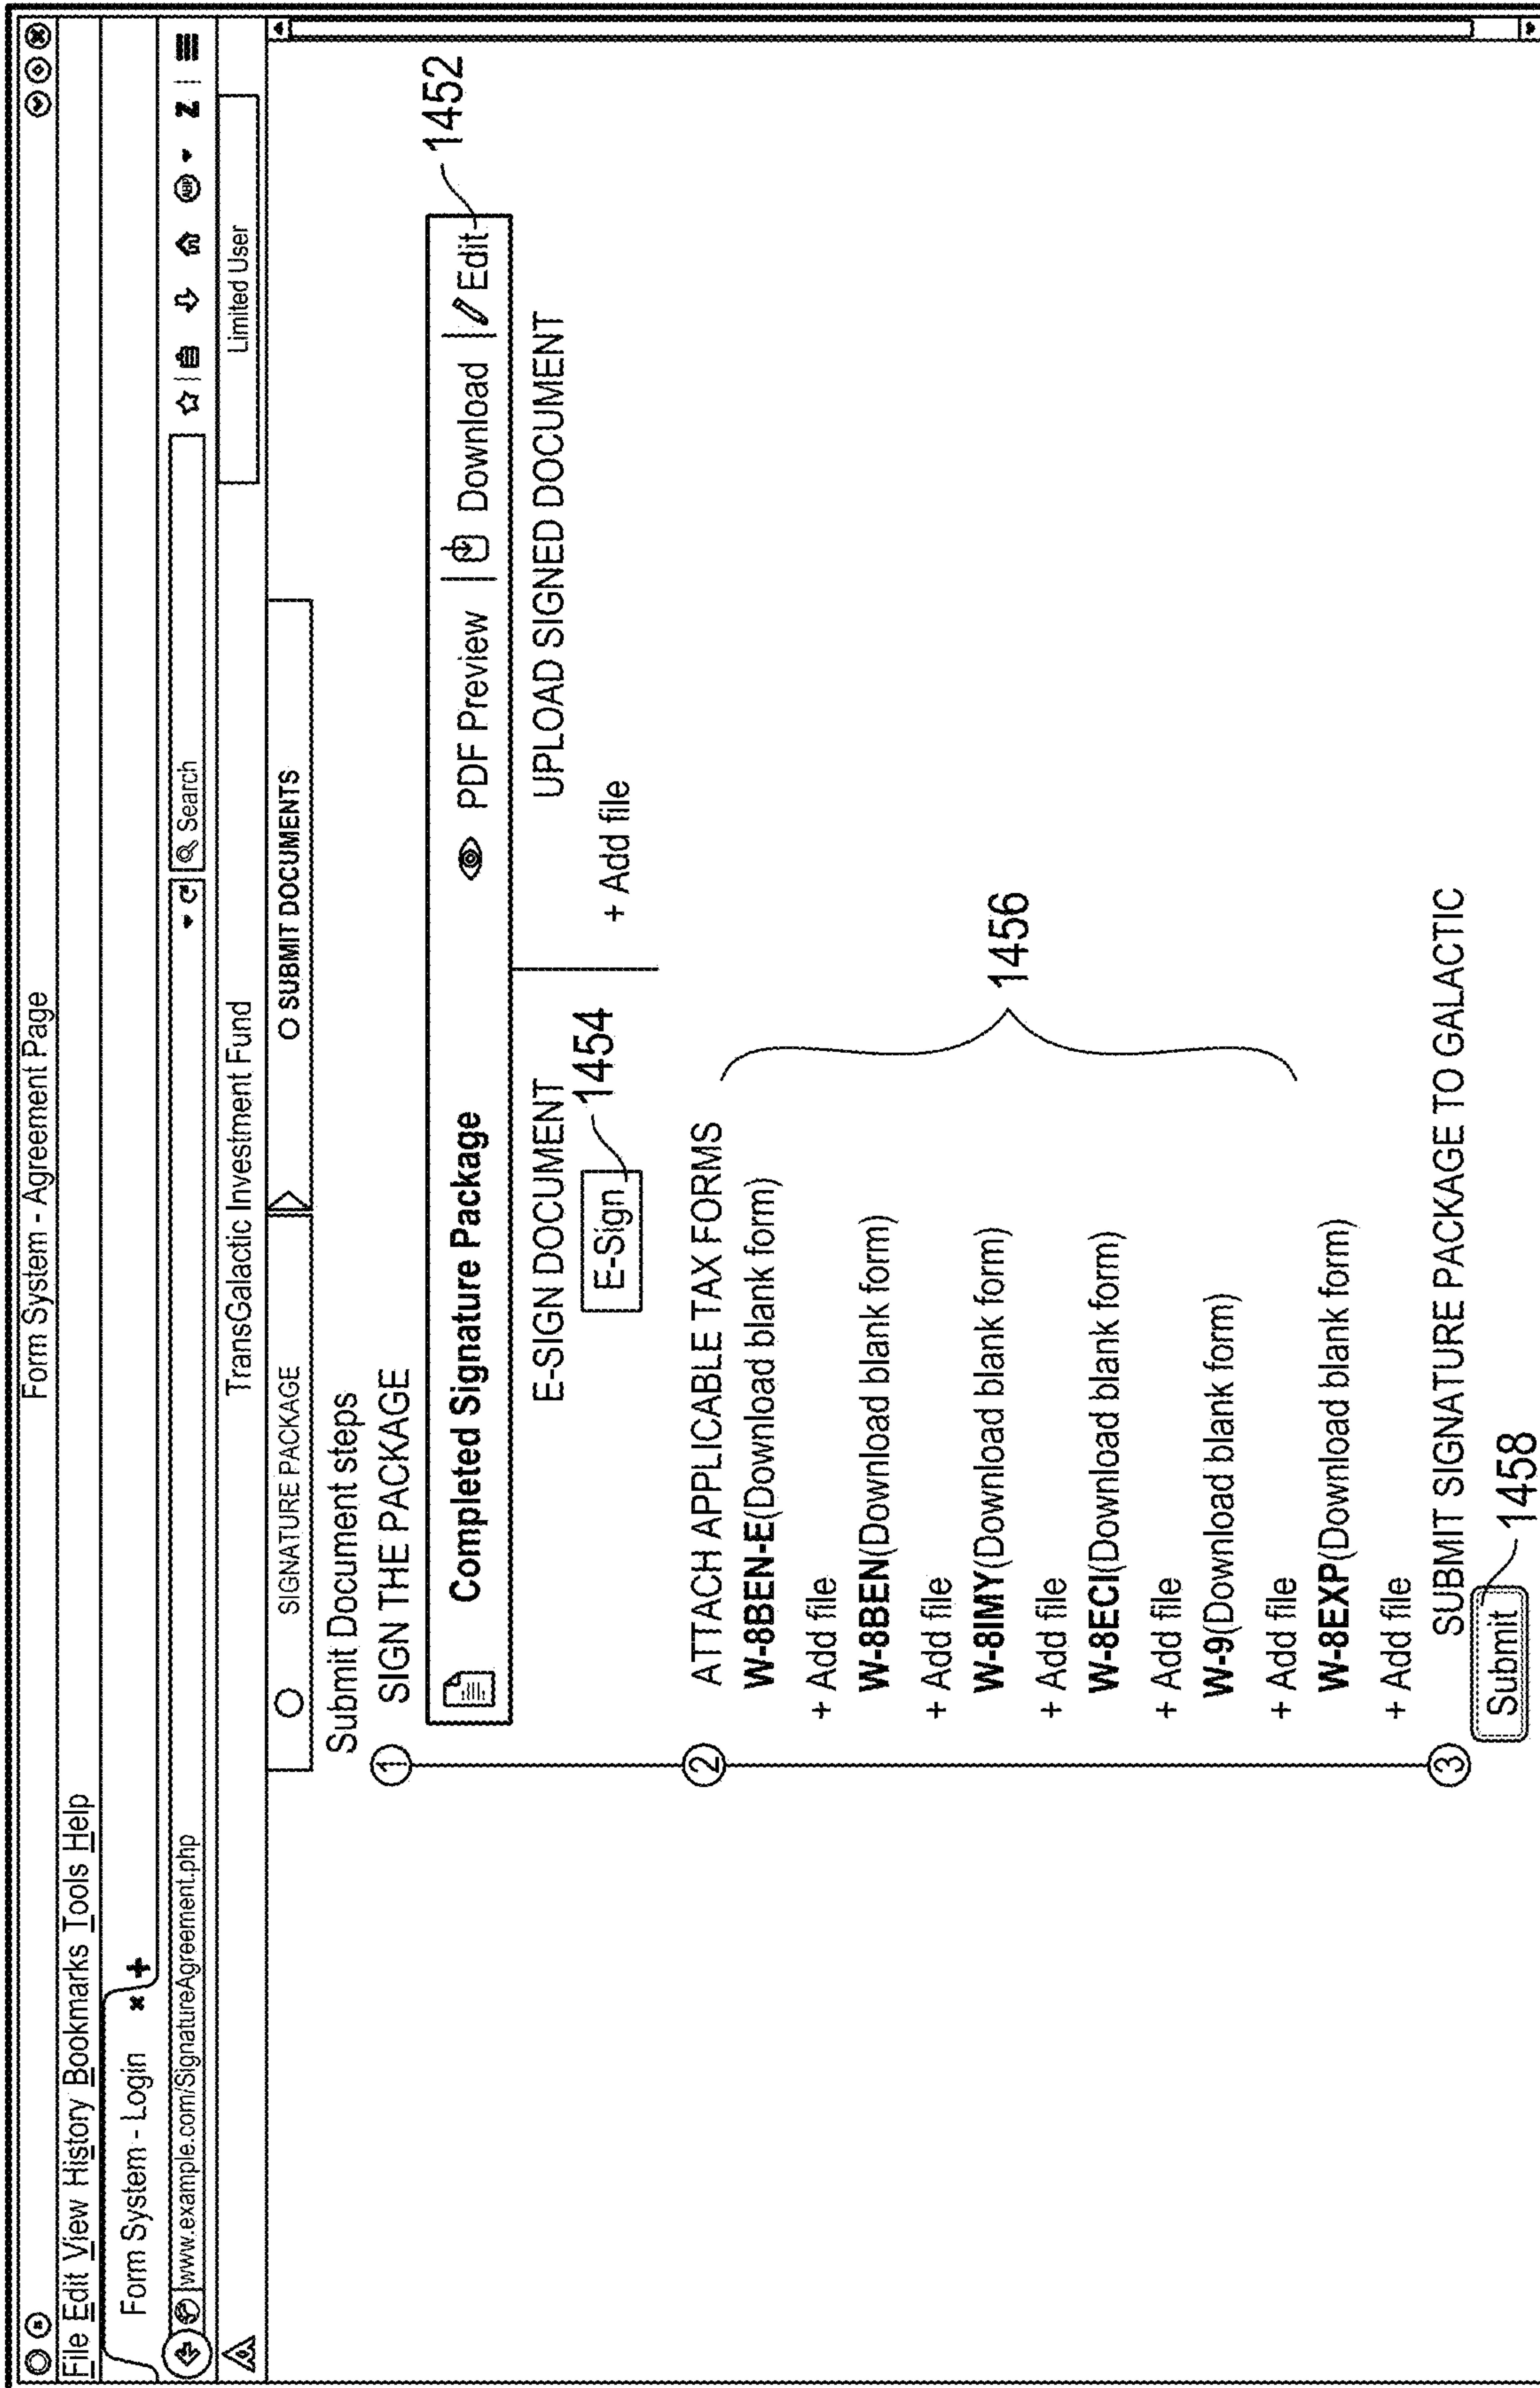 Form System - Agreement Page
File Edit View History Bookmarks Tools Help
Form System - Login × +
www.example.com/SignatureAgreement.php
Search
ABP
TransGalactic Investment Fund
Limited User
SIGNATURE PACKAGE
SUBMIT DOCUMENTS
Submit Document steps
1 SIGN THE PACKAGE
Completed Signature Package PDF Preview | Download | Edit 1452
E-SIGN DOCUMENT
E-Sign 1454
UPLOAD SIGNED DOCUMENT
+ Add file
2 ATTACH APPLICABLE TAX FORMS
W-8BEN-E(Download blank form)
+ Add file
W-8BEN(Download blank form)
+ Add file
W-8IMY(Download blank form)
+ Add file
W-8ECI(Download blank form)
+ Add file
W-9(Download blank form)
+ Add file
W-8EXP(Download blank form)
+ Add file
1456
3 SUBMIT SIGNATURE PACKAGE TO GALACTIC
Submit 1458